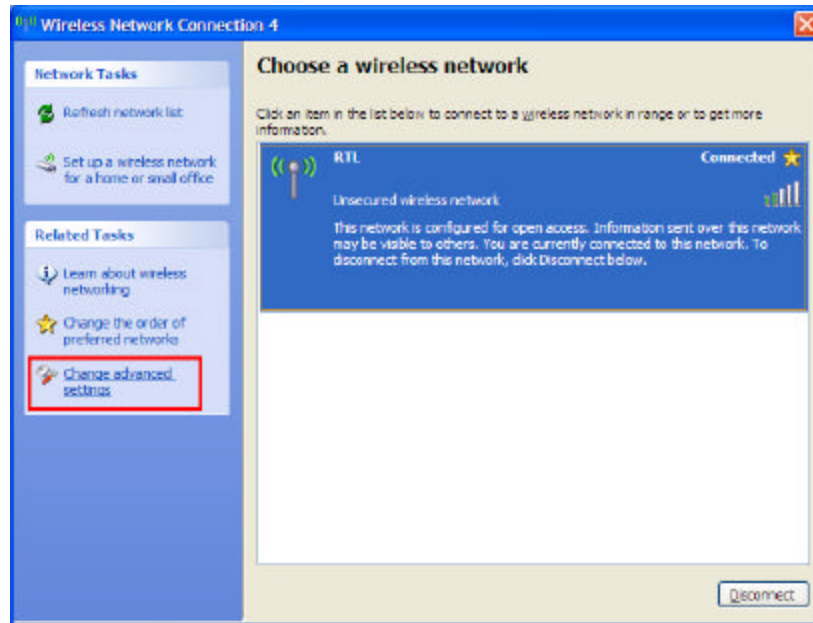 Wireless Network Connection 4
Network Tasks
Refresh network list
Set up a wireless network
for a home or small office
Related Tasks
Learn about wireless
networking
Change the order of
preferred networks
Change advanced
settings
Choose a wireless network
Click an item in the list below to connect to a wireless network in range or to get more
information.
RTL
Connected
Unsecured wireless network
This network is configured for open access. Information sent over this network
may be visible to others. You are currently connected to this network. To
disconnect from this network, click Disconnect below.
Disconnect